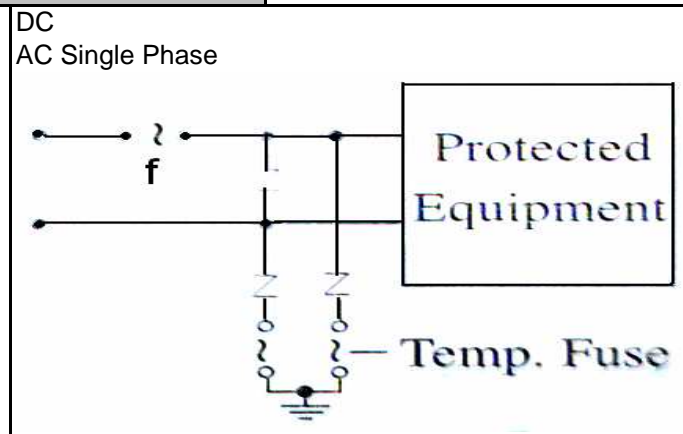 DC
AC Single Phase
f
Protected
Equipment
Temp. Fuse